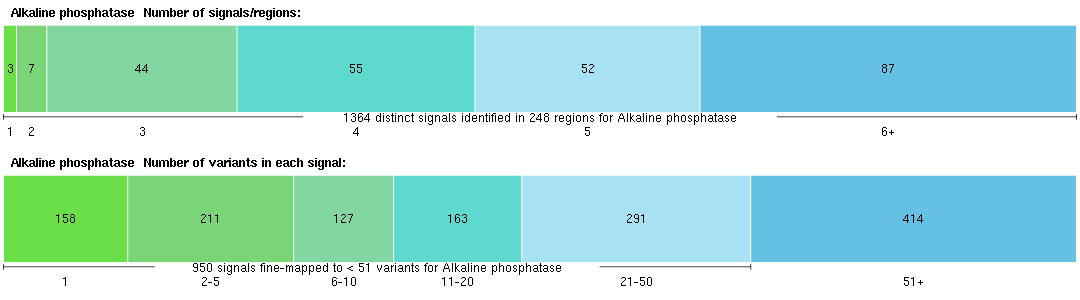 Alkaline phosphatase  Number of signals/regions:
3 7 44 55 52 87
1364 distinct signals identified in 248 regions for Alkaline phosphatase
1 2 3 4 5 6+
Alkaline phosphatase  Number of variants in each signal:
158 211 127 163 291 414
950 signals fine-mapped to < 51 variants for Alkaline phosphatase
1 2-5 6-10 11-20 21-50 51+